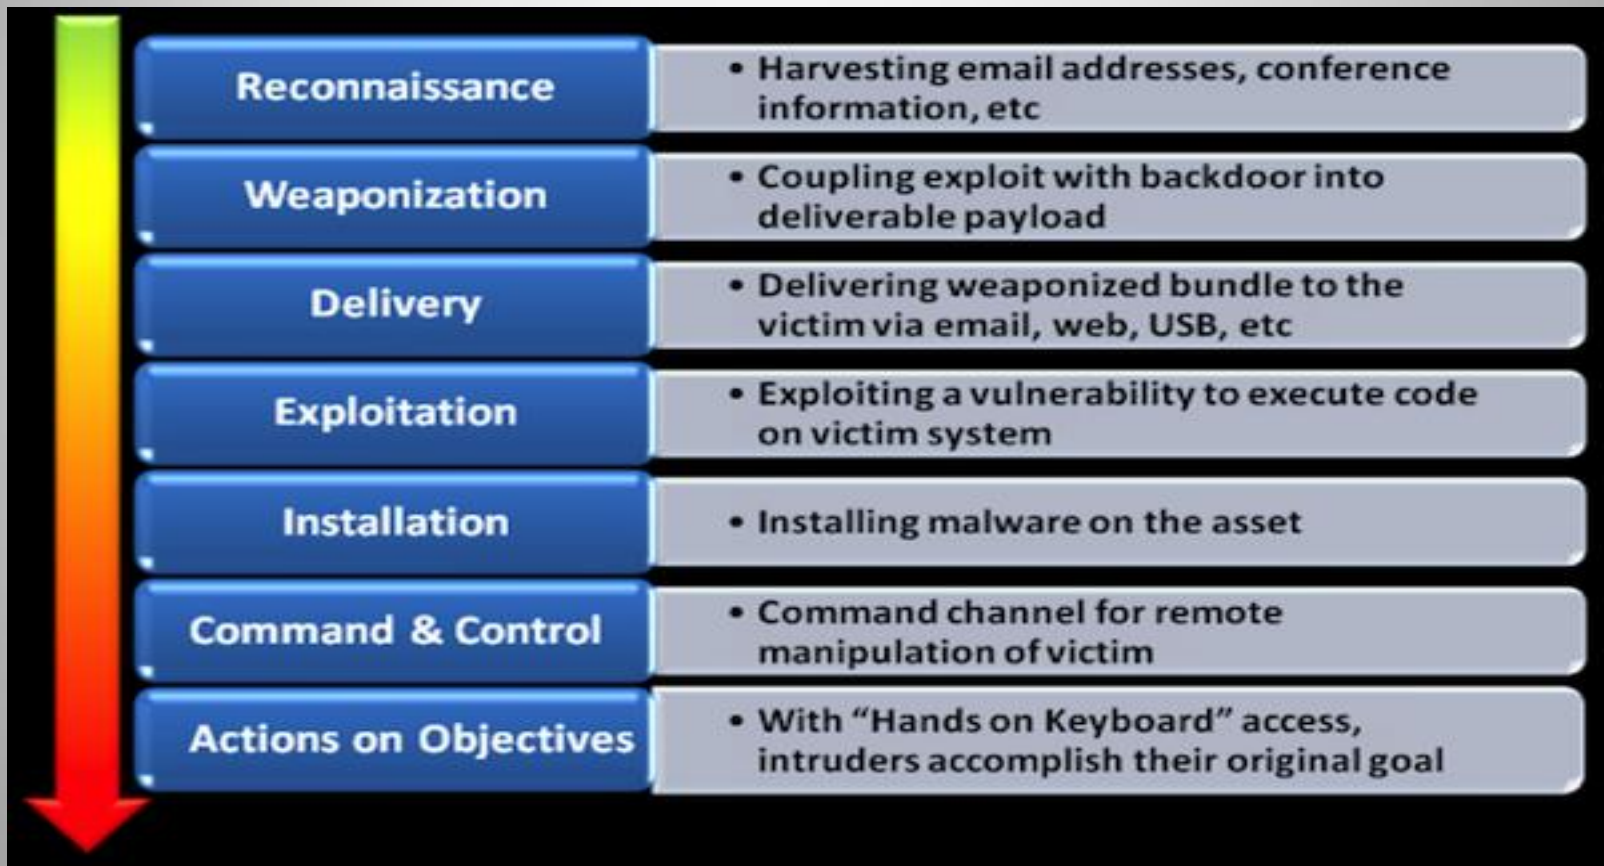 Reconnaissance
• Harvesting email addresses, conference
information, etc
Weaponization
• Coupling exploit with backdoor into
deliverable payload
Delivery
• Delivering weaponized bundle to the
victim via email, web, USB, etc
Exploitation
• Exploiting a vulnerability to execute code
on victim system
Installation
• Installing malware on the asset
Command & Control
• Command channel for remote
manipulation of victim
Actions on Objectives
• With “Hands on Keyboard” access,
intruders accomplish their original goal